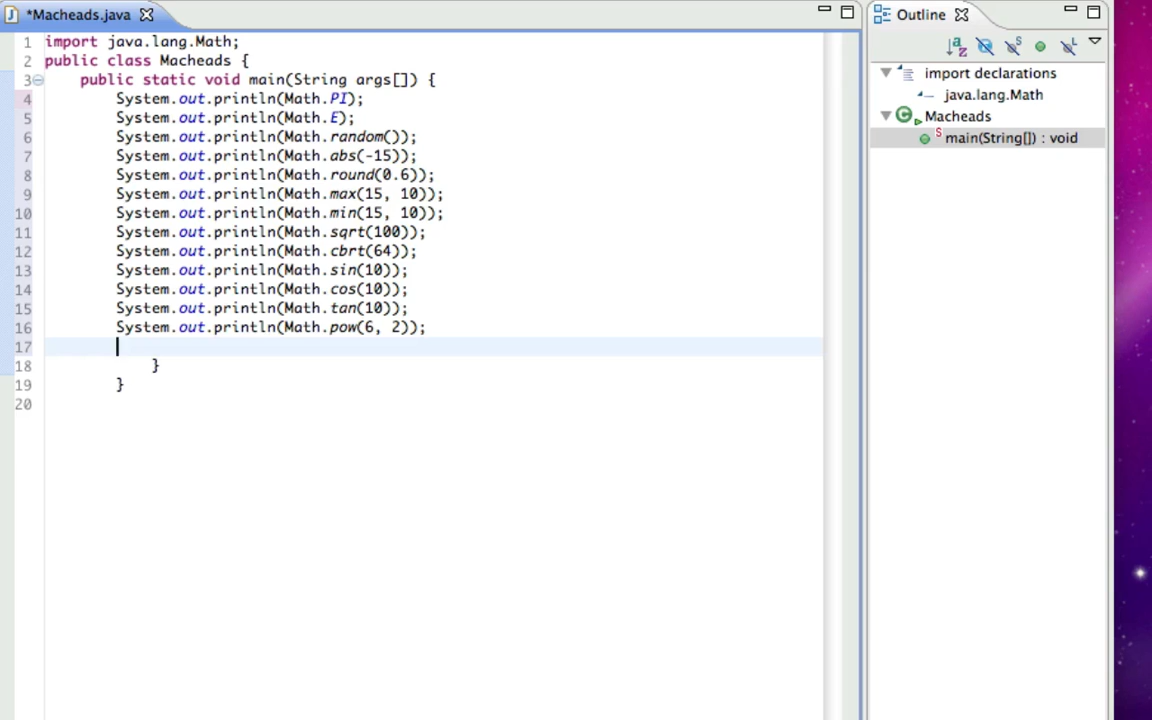 *Macheads.java
1 import java.lang.Math;
2 public class Macheads {
3 public static void main(String args[]) {
4 System.out.println(Math.PI);
5 System.out.println(Math.E);
6 System.out.println(Math.random());
7 System.out.println(Math.abs(-15));
8 System.out.println(Math.round(0.6));
9 System.out.println(Math.max(15, 10));
10 System.out.println(Math.min(15, 10));
11 System.out.println(Math.sqrt(100));
12 System.out.println(Math.cbrt(64));
13 System.out.println(Math.sin(10));
14 System.out.println(Math.cos(10));
15 System.out.println(Math.tan(10));
16 System.out.println(Math.pow(6, 2));
17
18 }
19 }
20
Outline
import declarations
java.lang.Math
Macheads
main(String[]) : void